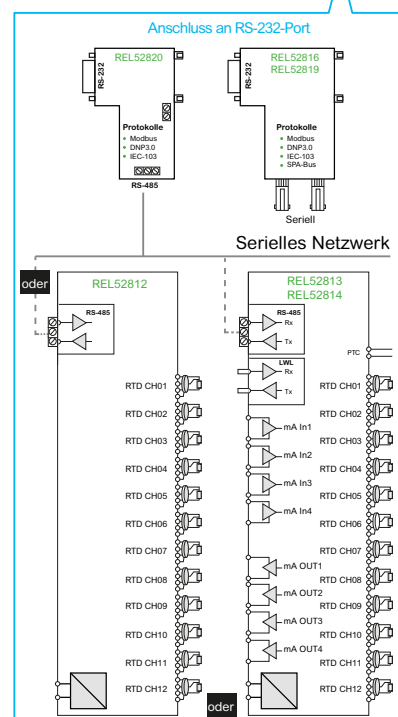 Anschluss an RS-232-Port
REL52820
RS-232
Protokolle
• Modbus
• DNP3.0
• IEC-103
RS-485
REL52816
REL52819
RS-232
Protokolle
• Modbus
• DNP3.0
• IEC-103
• SPA-Bus
Seriell
Serielles Netzwerk
oder
REL52812
RS-485
RTD CH01
RTD CH02
RTD CH03
RTD CH04
RTD CH05
RTD CH06
RTD CH07
RTD CH08
RTD CH09
RTD CH10
RTD CH11
RTD CH12
oder
REL52813
REL52814
RS-485
Rx
Tx
LWL
Rx
Tx
mA In1
mA In2
mA In3
mA In4
mA OUT1
mA OUT2
mA OUT3
mA OUT4
PTC
RTD CH01
RTD CH02
RTD CH03
RTD CH04
RTD CH05
RTD CH06
RTD CH07
RTD CH08
RTD CH09
RTD CH10
RTD CH11
RTD CH12